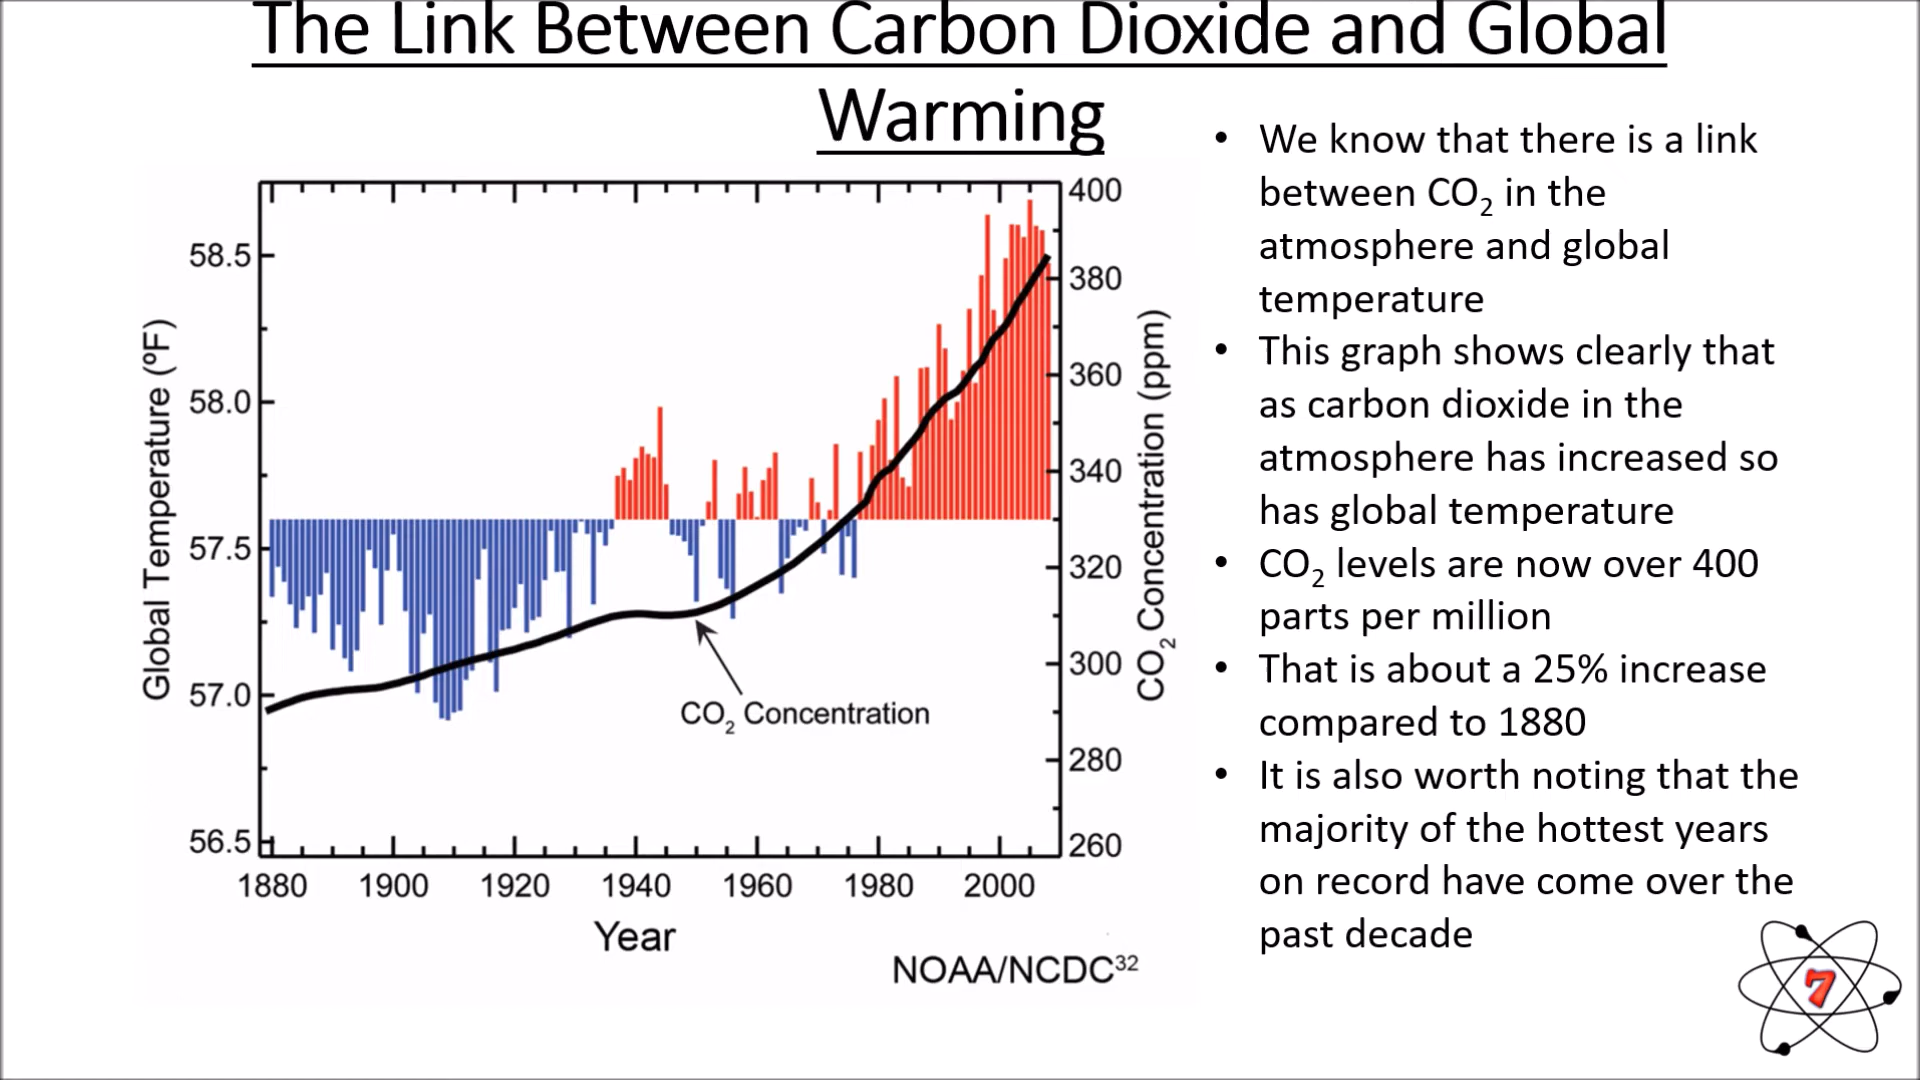 The Link Between Carbon Dioxide and Global
Warming
• We know that there is a link
between CO₂ in the
atmosphere and global
temperature
• This graph shows clearly that
as carbon dioxide in the
atmosphere has increased so
has global temperature
• CO₂ levels are now over 400
parts per million
• That is about a 25% increase
compared to 1880
• It is also worth noting that the
majority of the hottest years
on record have come over the
past decade
Global Temperature (ºF)
58.5
58.0
57.5
57.0
56.5
400
380
360
340
320
300
280
260
CO₂ Concentration (ppm)
CO₂ Concentration
1880 1900 1920 1940 1960 1980 2000
Year
NOAA/NCDC³²
7